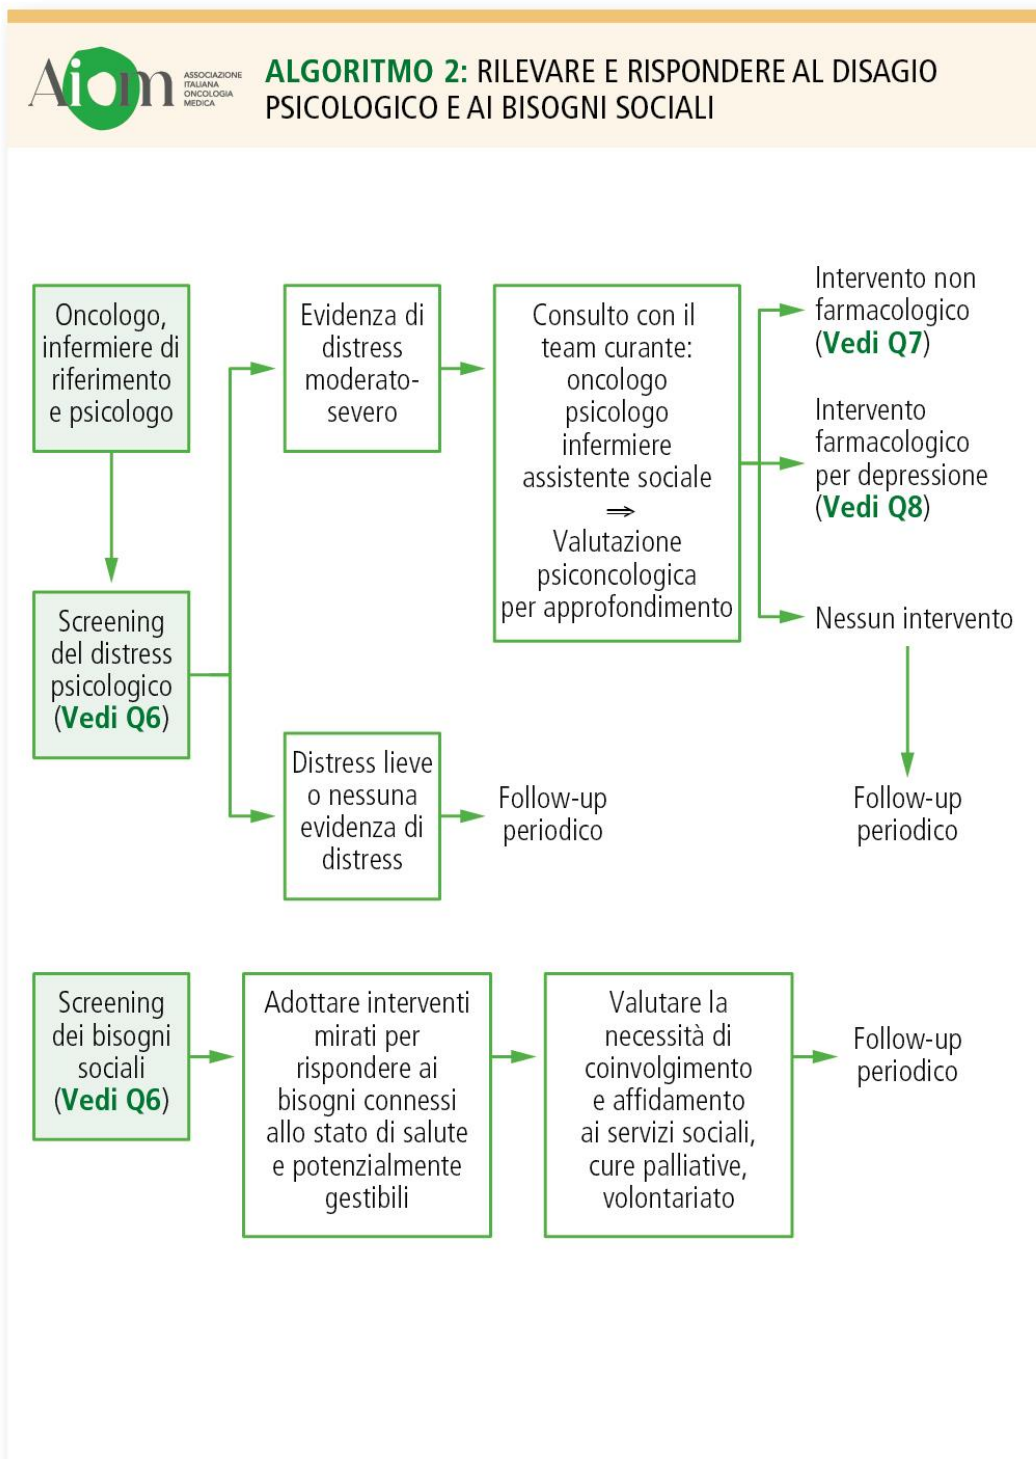 Aiom
ASSOCIAZIONE
ITALIANA
ONCOLOGIA
MEDICA
ALGORITMO 2: RILEVARE E RISPONDERE AL DISAGIO
PSICOLOGICO E AI BISOGNI SOCIALI
Oncologo,
infermiere di
riferimento
e psicologo
Screening
del distress
psicologico
(Vedi Q6)
Evidenza di
distress
moderato-
severo
Consulto con il
team curante:
oncologo
psicologo
infermiere
assistente sociale
⇒
Valutazione
psiconcologica
per approfondimento
Intervento non
farmacologico
(Vedi Q7)
Intervento
farmacologico
per depressione
(Vedi Q8)
Nessun intervento
Follow-up
periodico
Distress lieve
o nessuna
evidenza di
distress
Follow-up
periodico
Screening
dei bisogni
sociali
(Vedi Q6)
Adottare interventi
mirati per
rispondere ai
bisogni connessi
allo stato di salute
e potenzialmente
gestibili
Valutare la
necessità di
coinvolgimento
e affidamento
ai servizi sociali,
cure palliative,
volontariato
Follow-up
periodico